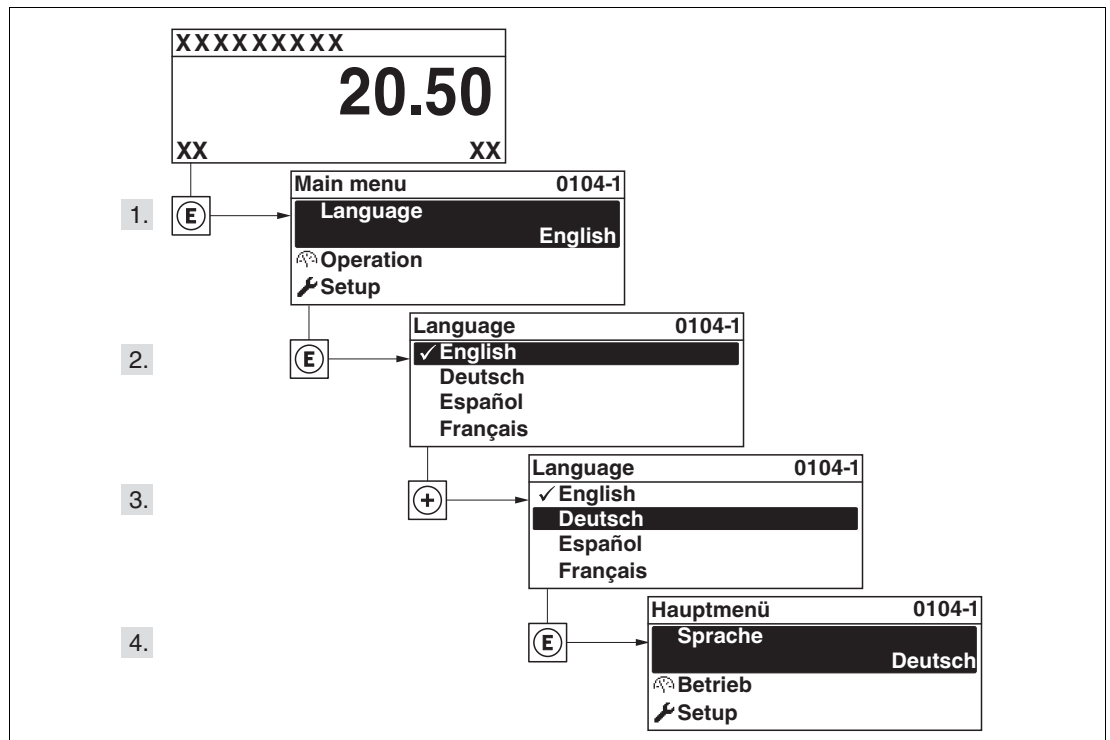 XXXXXXXXX
20.50
XX XX
1. E
Main menu 0104-1
Language
English
Operation
Setup
2. E
Language 0104-1
✓ English
Deutsch
Español
Français
3. +
Language 0104-1
✓ English
Deutsch
Español
Français
4. E
Hauptmenü 0104-1
Sprache
Deutsch
Betrieb
Setup